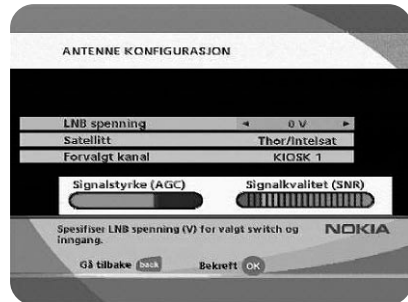 ANTENNE KONFIGURASJON
LNB spenning ◄ 0 V ►
Satellitt Thor/Intelsat
Forvalgt kanal KIOSK 1
Signalstyrke (AGC) Signalkvalitet (SNR)
Spesifiser LNB spenning (V) for valgt switch og
inngang.
NOKIA
Gå tilbake back Bekreft OK